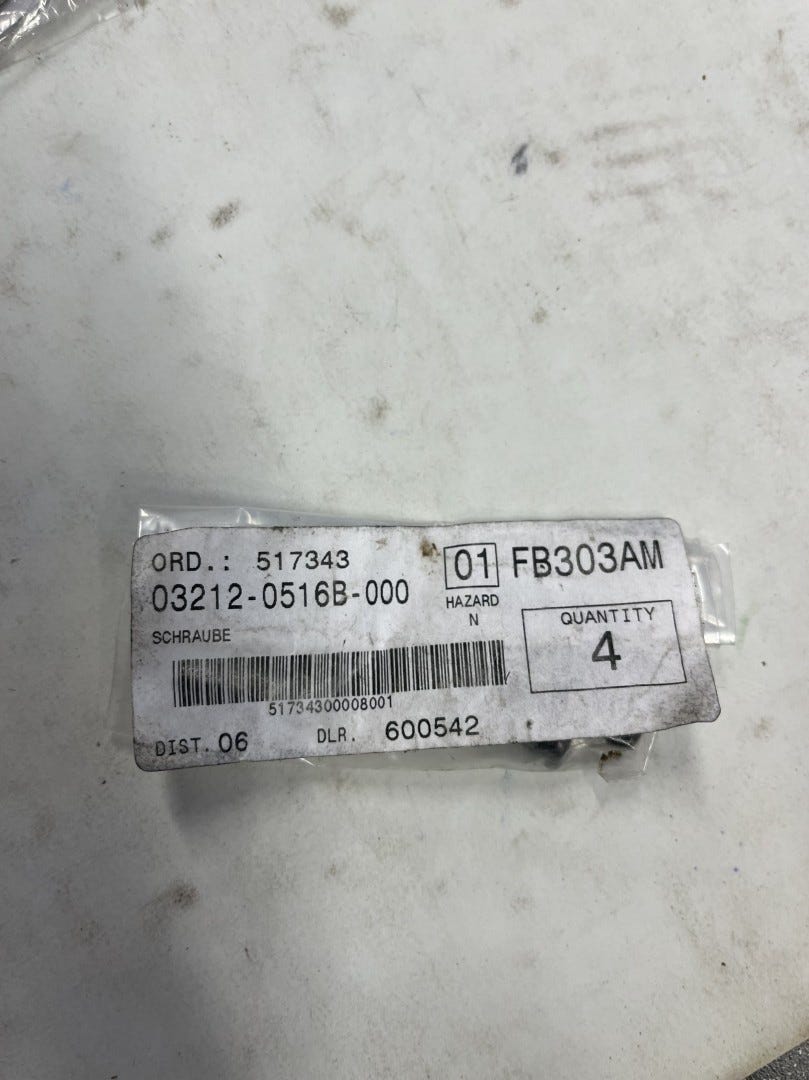 ORD.: 517343
01 FB303AM
03212-0516B-000
HAZARD
N
SCHRAUBE
QUANTITY
4
51734300008001
DIST. 06
DLR. 600542